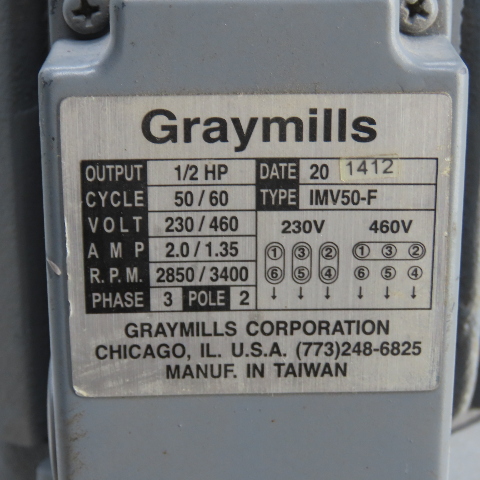 Graymills
OUTPUT 1/2 HP DATE 20 1412
CYCLE 50/60 TYPE IMV50-F
VOLT 230/460 230V 460V
AMP 2.0/1.35 ① ③ ② ① ③ ②
R.P.M. 2850/3400 ⑥ ⑤ ④ ⑥ ⑤ ④
PHASE 3 POLE 2 ↓ ↓ ↓ ↓ ↓ ↓
GRAYMILLS CORPORATION
CHICAGO, IL. U.S.A. (773)248-6825
MANUF. IN TAIWAN